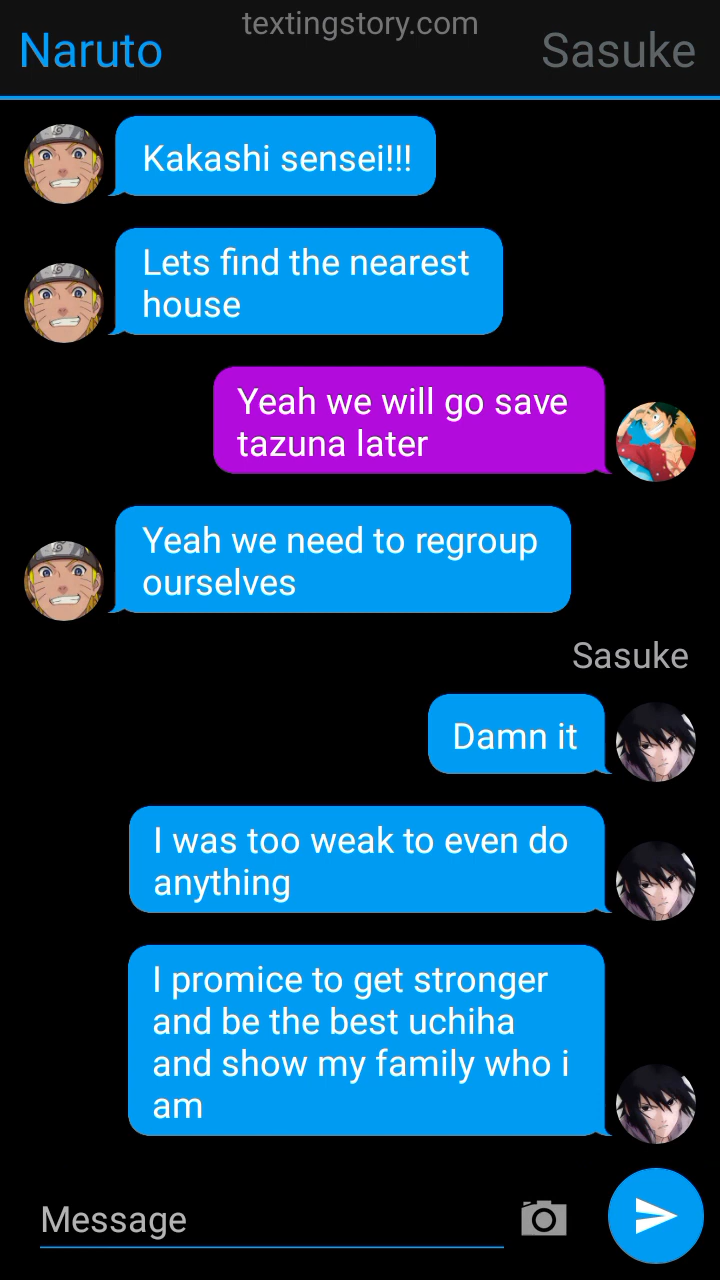 textingstory.com
Naruto
Sasuke
Kakashi sensei!!!
Lets find the nearest
house
Yeah we will go save
tazuna later
Yeah we need to regroup
ourselves
Sasuke
Damn it
I was too weak to even do
anything
I promice to get stronger
and be the best uchiha
and show my family who i
am
Message